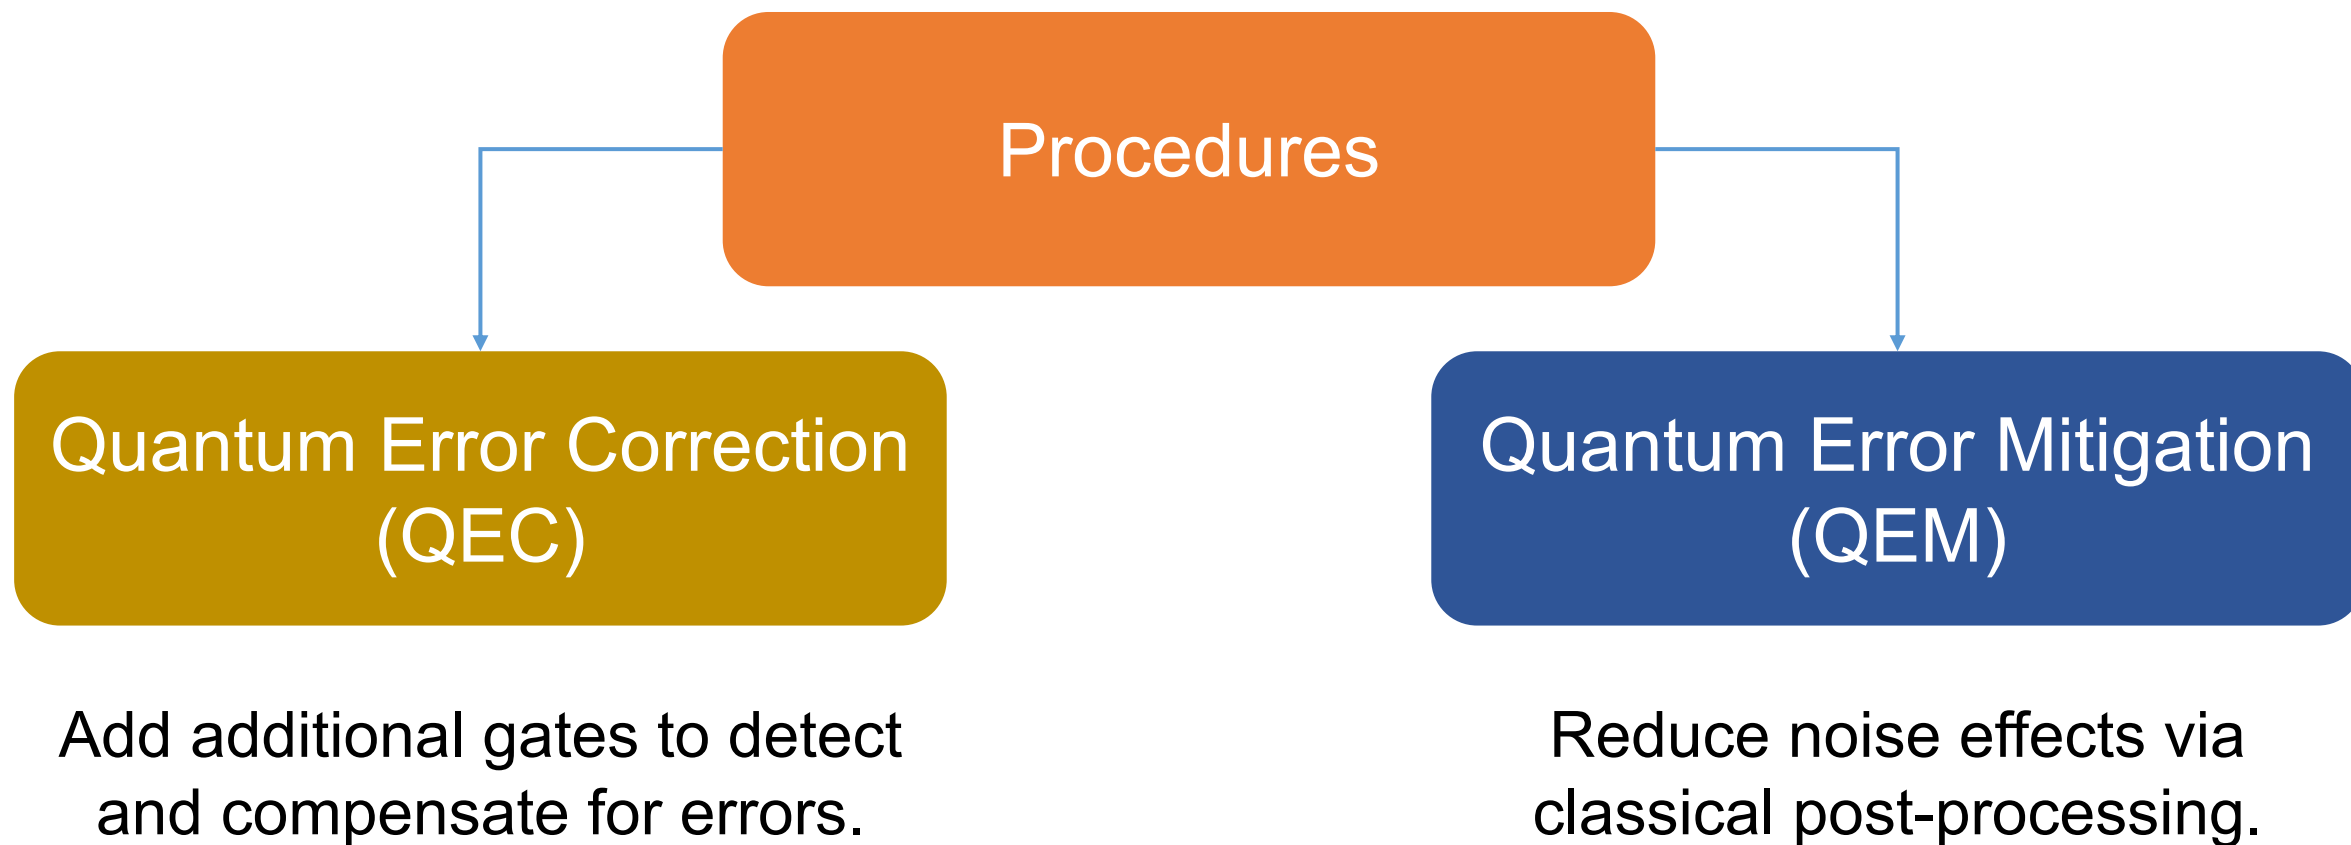 Procedures
Quantum Error Correction
(QEC)
Quantum Error Mitigation
(QEM)
Add additional gates to detect
and compensate for errors.
Reduce noise effects via
classical post-processing.